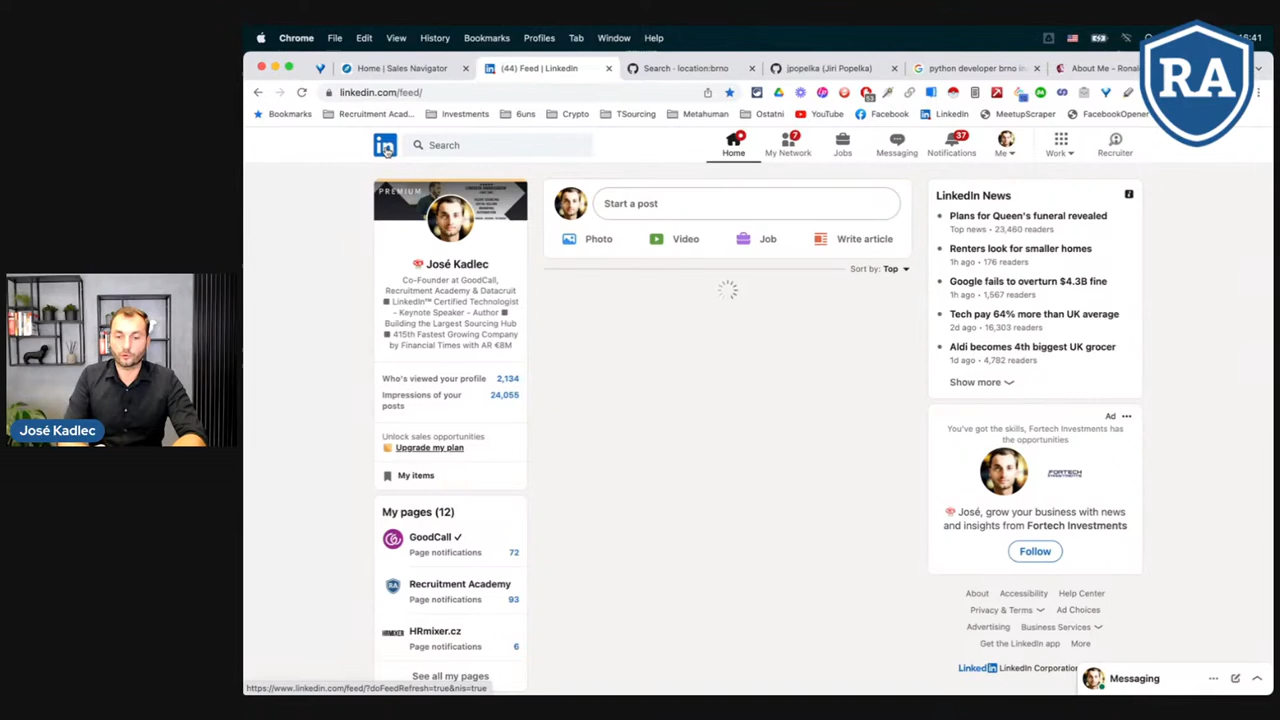 Chrome File Edit View History Bookmarks Profiles Tab Window Help
:41
RA
Home | Sales Navigator
(44) Feed | LinkedIn
Search · location:brno
jpopelka (Jiri Popelka)
python developer brno in
About Me - Rona
linkedin.com/feed/
Bookmarks
Recruitment Acad...
Investments
6uns
Crypto
TSourcing
Metahuman
Ostatni
YouTube
Facebook
LinkedIn
MeetupScraper
FacebookOpener
in
Search
Home
My Network
7
Jobs
Messaging
Notifications
37
Me
Work
Recruiter
PREMIUM
José Kadlec
Co-Founder at GoodCall,
Recruitment Academy & Datacruit
■ LinkedIn™ Certified Technologist
- Keynote Speaker - Author ■
Building the Largest Sourcing Hub
■ 415th Fastest Growing Company
by Financial Times with AR €8M
Who's viewed your profile 2,134
Impressions of your posts 24,055
Unlock sales opportunities
Upgrade my plan
My items
My pages (12)
GoodCall ✓
Page notifications 72
Recruitment Academy
Page notifications 93
HRMIXER
HRmixer.cz
Page notifications 6
See all my pages
Start a post
Photo
Video
Job
Write article
Sort by: Top
LinkedIn News
Plans for Queen's funeral revealed
Top news • 23,460 readers
Renters look for smaller homes
1h ago • 176 readers
Google fails to overturn $4.3B fine
1h ago • 1,567 readers
Tech pay 64% more than UK average
2d ago • 16,303 readers
Aldi becomes 4th biggest UK grocer
1d ago • 4,782 readers
Show more
Ad ...
You've got the skills, Fortech Investments has
the opportunities
FORTECH
INVESTMENTS
José, grow your business with news
and insights from Fortech Investments
Follow
About Accessibility Help Center
Privacy & Terms Ad Choices
Advertising Business Services
Get the LinkedIn app More
LinkedIn LinkedIn Corporation
Messaging
https://www.linkedin.com/feed/?doFeedRefresh=true&nis=true
José Kadlec